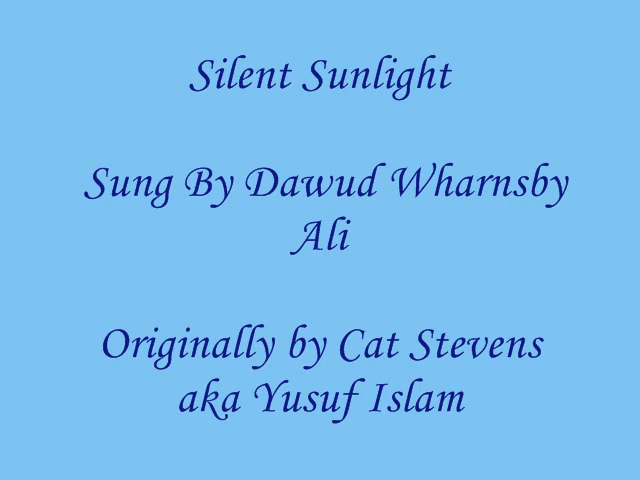 Silent Sunlight
Sung By Dawud Wharnsby
Ali
Originally by Cat Stevens
aka Yusuf Islam